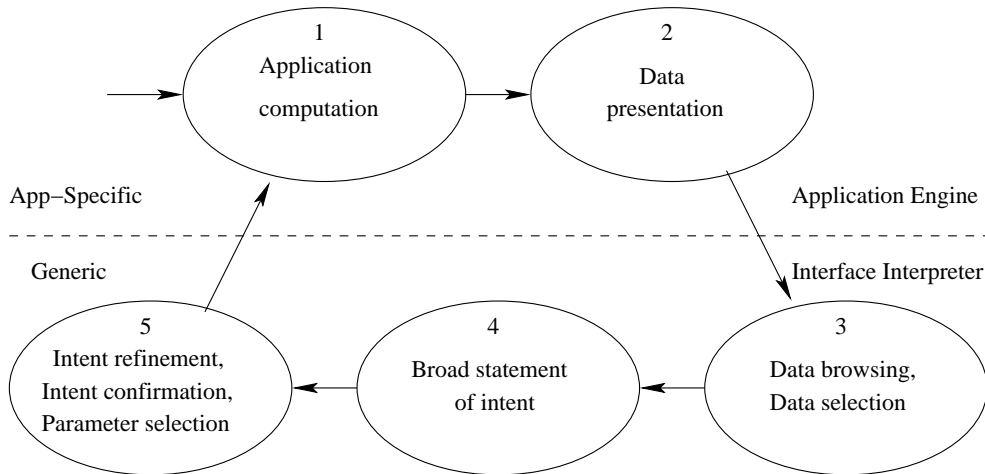 1
Application
computation
2
Data
presentation
App−Specific
Application Engine
Generic
Interface Interpreter
5
Intent refinement,
Intent confirmation,
Parameter selection
4
Broad statement
of intent
3
Data browsing,
Data selection